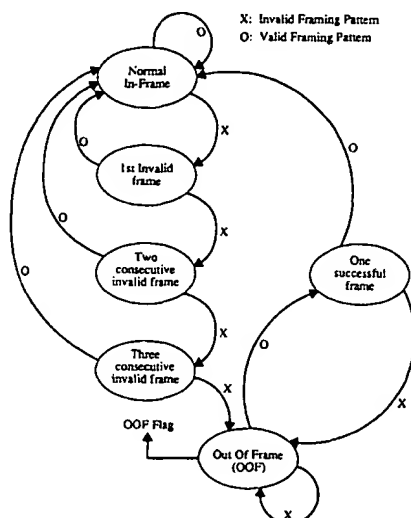 X: Invalid Framing Pattern
O: Valid Framing Pattern
O
Normal
In-Frame
X
O
O
1st Invalid
frame
X
O
Two
consecutive
invalid frame
One
successful
frame
O
X
O
Three
consecutive
invalid frame
X
X
OOF Flag
Out Of Frame
(OOF)
X